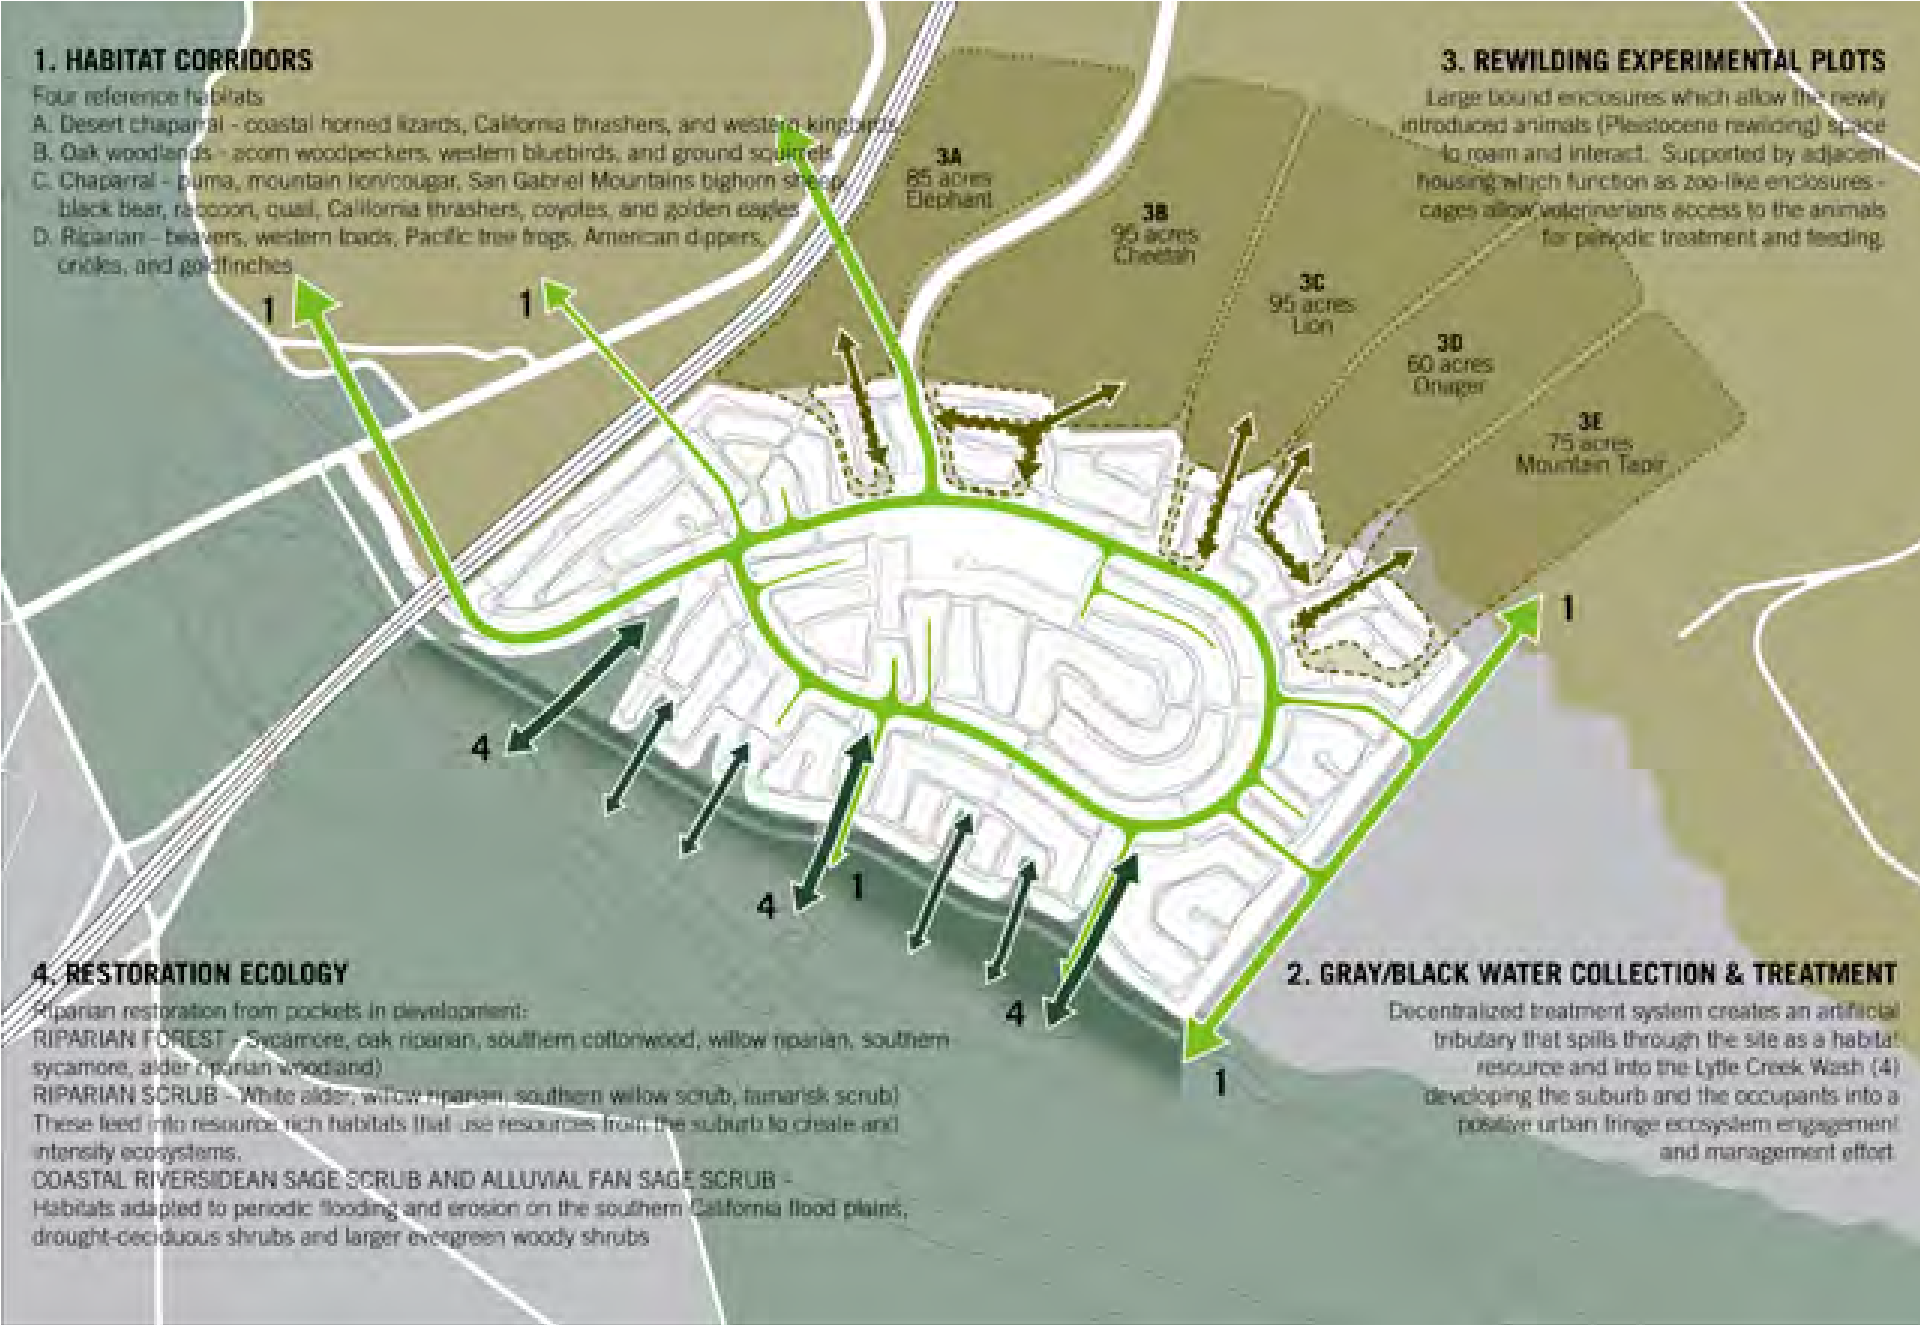 1. HABITAT CORRIDORS
Four reference habitats
A. Desert chaparral - coastal horned lizards, California thrashers, and western kingbirds
B. Oak woodlands - acorn woodpeckers, western bluebirds, and ground squirrels
C. Chaparral - puma, mountain lion/cougar, San Gabriel Mountains bighorn sheep,
black bear, raccoon, quail, California thrashers, coyotes, and golden eagles
D. Riparian - beavers, western toads, Pacific tree frogs, American dippers,
orioles, and goldfinches
3. REWILDING EXPERIMENTAL PLOTS
Large bound enclosures which allow the newly
introduced animals (Pleistocene rewilding) space
to roam and interact. Supported by adjacent
housing which function as zoo-like enclosures -
cages allow veterinarians access to the animals
for periodic treatment and feeding.
3A
85 acres
Elephant
3B
95 acres
Cheetah
3C
95 acres
Lion
3D
60 acres
Onager
3E
75 acres
Mountain Tapir
1
1
1
4
4
1
4
1
4. RESTORATION ECOLOGY
Riparian restoration from pockets in development:
RIPARIAN FOREST - Sycamore, oak riparian, southern cottonwood, willow riparian, southern
sycamore, alder riparian woodland)
RIPARIAN SCRUB - White alder, willow riparian, southern willow scrub, tamarisk scrub)
These feed into resource rich habitats that use resources from the suburb to create and
intensify ecosystems.
COASTAL RIVERSIDEAN SAGE SCRUB AND ALLUVIAL FAN SAGE SCRUB -
Habitats adapted to periodic flooding and erosion on the southern California flood plains,
drought-deciduous shrubs and larger evergreen woody shrubs
2. GRAY/BLACK WATER COLLECTION & TREATMENT
Decentralized treatment system creates an artificial
tributary that spills through the site as a habitat
resource and into the Lytle Creek Wash (4)
developing the suburb and the occupants into a
positive urban fringe ecosystem engagement
and management effort